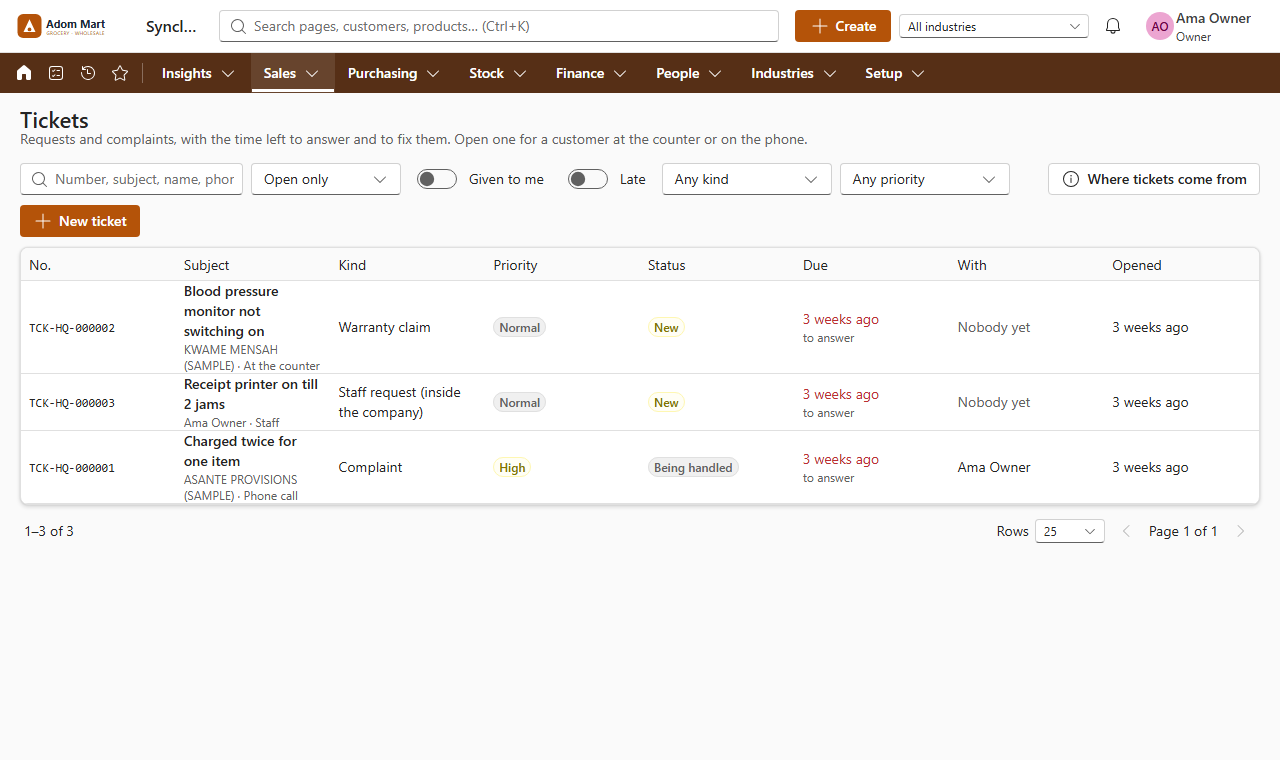 Adom Mart
GROCERY · WHOLESALE
Syncl...
Search pages, customers, products... (Ctrl+K)
Create
All industries
AO
Ama Owner
Owner
Insights
Sales
Purchasing
Stock
Finance
People
Industries
Setup
Tickets
Requests and complaints, with the time left to answer and to fix them. Open one for a customer at the counter or on the phone.
Number, subject, name, phor
Open only
Given to me
Late
Any kind
Any priority
Where tickets come from
New ticket
No.
Subject
Kind
Priority
Status
Due
With
Opened
TCK-HQ-000002
Blood pressure
monitor not
switching on
KWAME MENSAH
(SAMPLE) · At the counter
Warranty claim
Normal
New
3 weeks ago
to answer
Nobody yet
3 weeks ago
TCK-HQ-000003
Receipt printer on till
2 jams
Ama Owner · Staff
Staff request (inside
the company)
Normal
New
3 weeks ago
to answer
Nobody yet
3 weeks ago
TCK-HQ-000001
Charged twice for
one item
ASANTE PROVISIONS
(SAMPLE) · Phone call
Complaint
High
Being handled
3 weeks ago
to answer
Ama Owner
3 weeks ago
1–3 of 3
Rows
25
Page 1 of 1